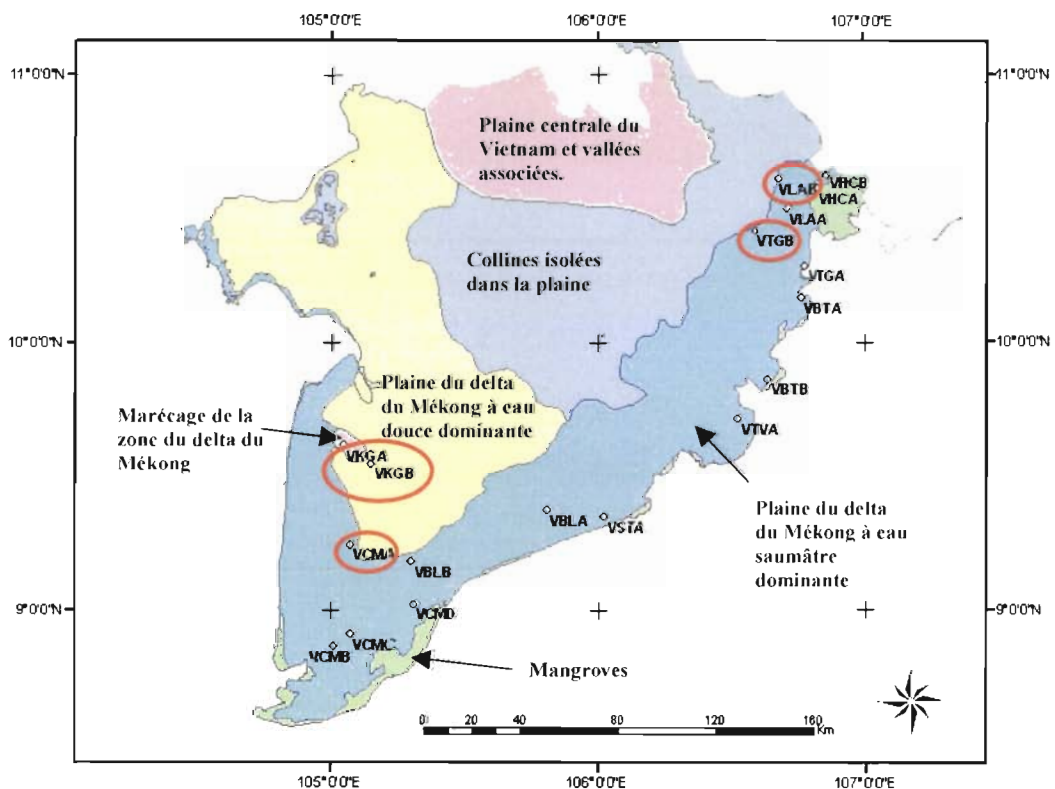 105°0'0"E 106°0'0"E 107°0'0"E
11°0'0"N 11°0'0"N
Plaine centrale du
Vietnam et vallées
associées.
VLAB
VHCB
VHCA
VLAA
VTGB
Collines isolées
dans la plaine
VTGA
VBTA
10°0'0"N 10°0'0"N
Plaine du delta
du Mékong à eau
douce dominante
VBTB
Marécage de la
zone du delta du
Mékong
VTVA
VKGA
VKGB
VBLA
VSTA
Plaine du delta
du Mékong à eau
saumâtre
dominante
VCMA
VBLB
9°0'0"N 9°0'0"N
VCMD
VCMC
VCMB
Mangroves
0 20 40 80 120 160
Km
105°0'0"E 106°0'0"E 107°0'0"E